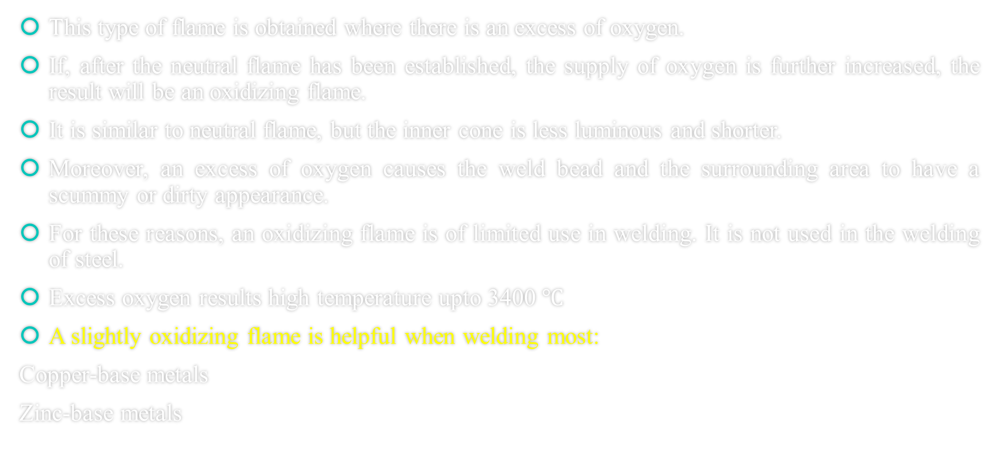 This type of flame is obtained where there is an excess of oxygen.
If, after the neutral flame has been established, the supply of oxygen is further increased, the
result will be an oxidizing flame.
It is similar to neutral flame, but the inner cone is less luminous and shorter.
Moreover, an excess of oxygen causes the weld bead and the surrounding area to have a
scummy or dirty appearance.
For these reasons, an oxidizing flame is of limited use in welding. It is not used in the welding
of steel.
Excess oxygen results high temperature upto 3400 ℃
A slightly oxidizing flame is helpful when welding most:
Copper-base metals
Zinc-base metals